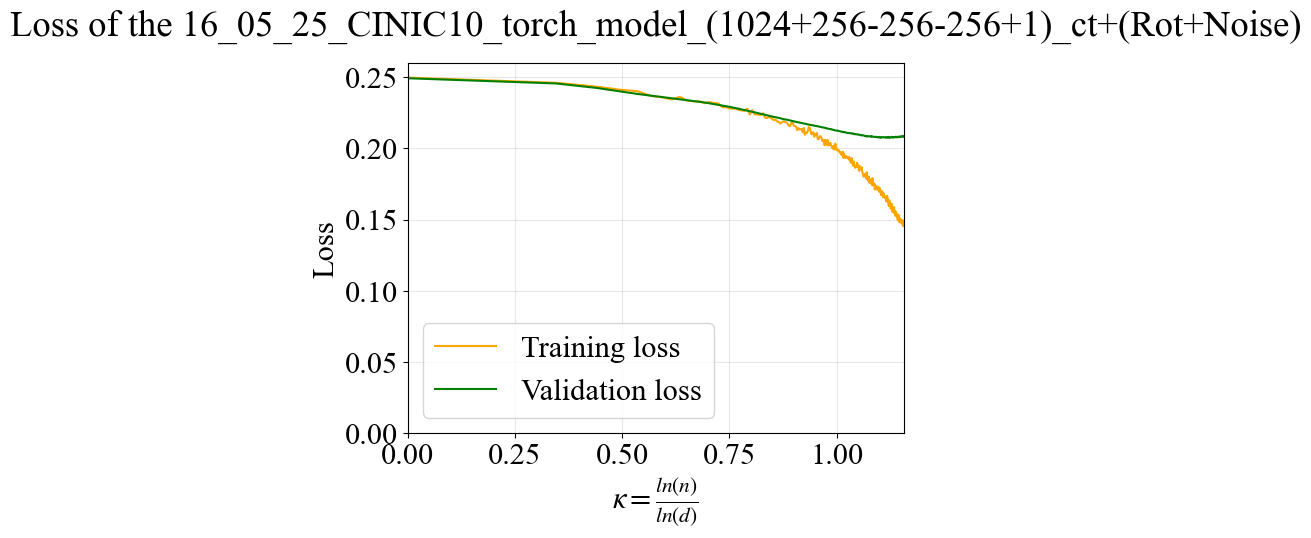 Loss of the 16_05_25_CINIC10_torch_model_(1024+256-256-256+1)_ct+(Rot+Noise)
0.25
0.20
0.15
0.10
0.05
0.00
Loss
Training loss
Validation loss
0.00 0.25 0.50 0.75 1.00
κ = ln(n)/ln(d)